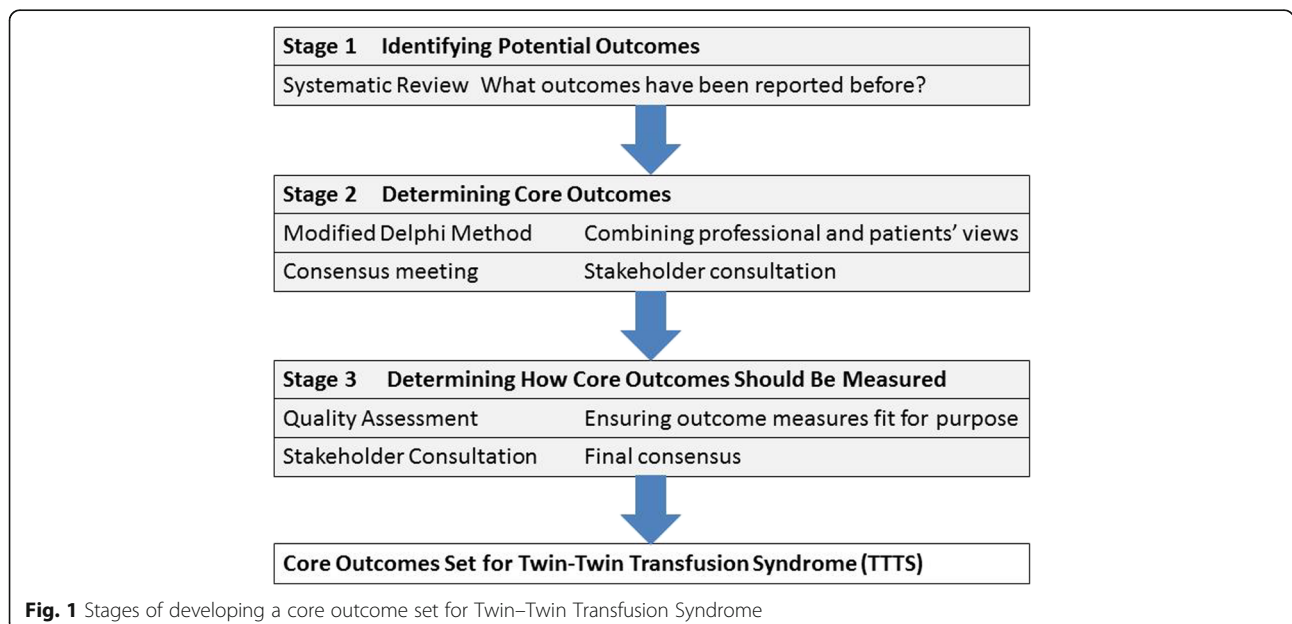 Stage 1 Identifying Potential Outcomes
Systematic Review What outcomes have been reported before?
Stage 2 Determining Core Outcomes
Modified Delphi Method Combining professional and patients’ views
Consensus meeting Stakeholder consultation
Stage 3 Determining How Core Outcomes Should Be Measured
Quality Assessment Ensuring outcome measures fit for purpose
Stakeholder Consultation Final consensus
Core Outcomes Set for Twin-Twin Transfusion Syndrome (TTTS)
Fig. 1 Stages of developing a core outcome set for Twin–Twin Transfusion Syndrome